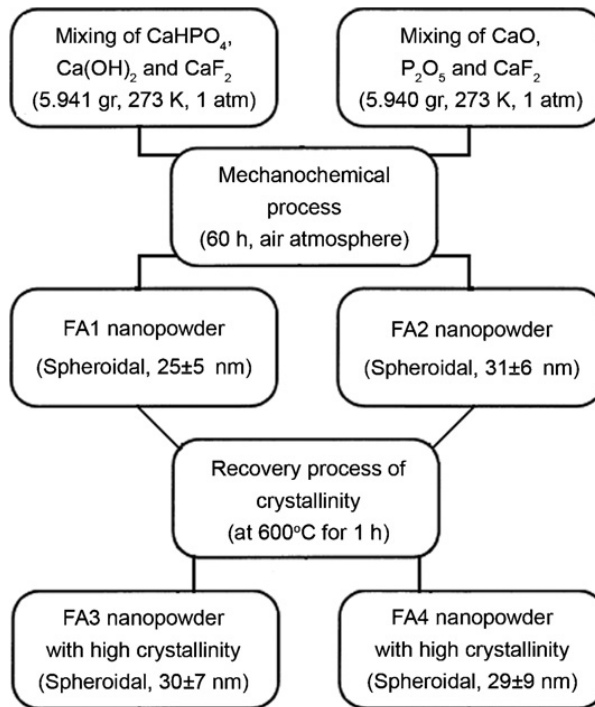 Mixing of CaHPO₄,
Ca(OH)₂ and CaF₂
(5.941 gr, 273 K, 1 atm)
Mixing of CaO,
P₂O₅ and CaF₂
(5.940 gr, 273 K, 1 atm)
Mechanochemical
process
(60 h, air atmosphere)
FA1 nanopowder
(Spheroidal, 25±5 nm)
FA2 nanopowder
(Spheroidal, 31±6 nm)
Recovery process of
crystallinity
(at 600°C for 1 h)
FA3 nanopowder
with high crystallinity
(Spheroidal, 30±7 nm)
FA4 nanopowder
with high crystallinity
(Spheroidal, 29±9 nm)